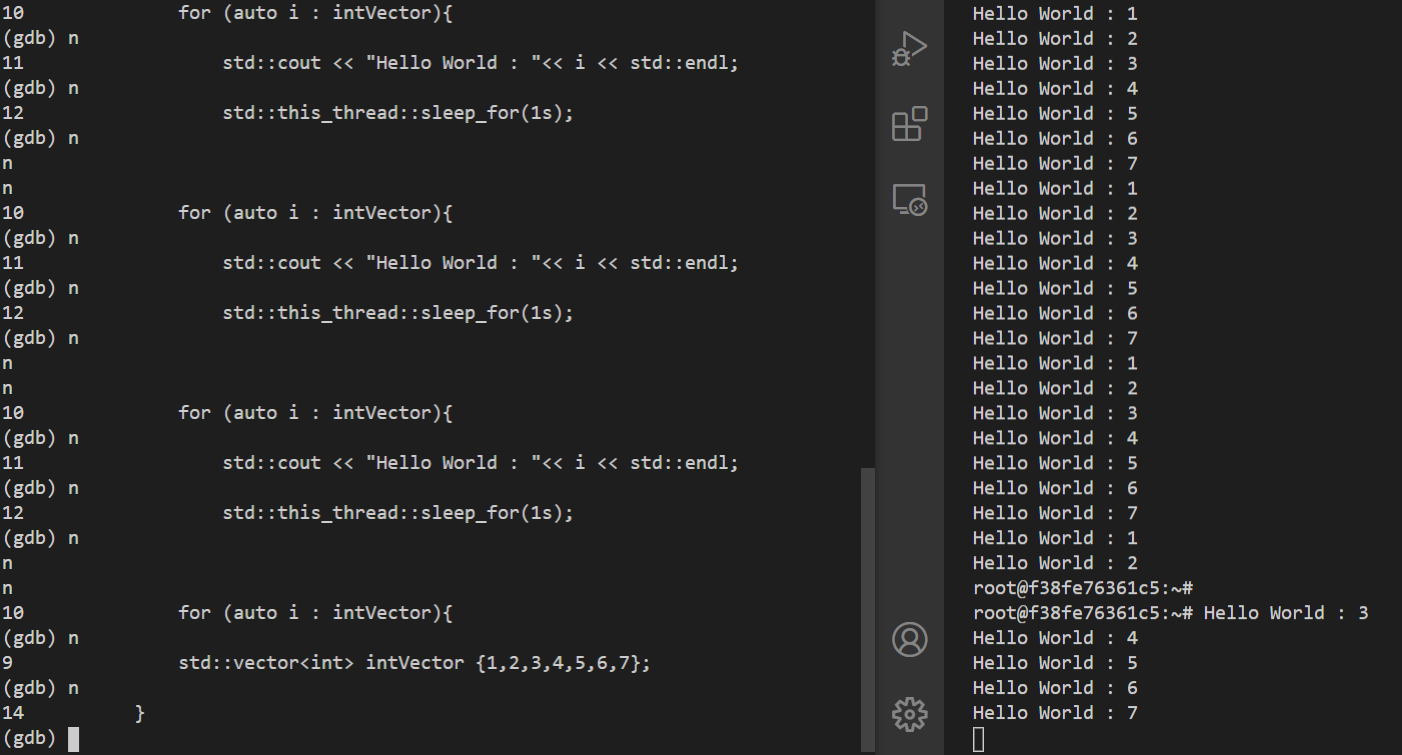 10              for (auto i : intVector){
(gdb) n
11                  std::cout << "Hello World : "<< i << std::endl;
(gdb) n
12                  std::this_thread::sleep_for(1s);
(gdb) n
n
n
10              for (auto i : intVector){
(gdb) n
11                  std::cout << "Hello World : "<< i << std::endl;
(gdb) n
12                  std::this_thread::sleep_for(1s);
(gdb) n
n
n
10              for (auto i : intVector){
(gdb) n
11                  std::cout << "Hello World : "<< i << std::endl;
(gdb) n
12                  std::this_thread::sleep_for(1s);
(gdb) n
n
n
10              for (auto i : intVector){
(gdb) n
9               std::vector<int> intVector {1,2,3,4,5,6,7};
(gdb) n
14          }
(gdb)
Hello World : 1
Hello World : 2
Hello World : 3
Hello World : 4
Hello World : 5
Hello World : 6
Hello World : 7
Hello World : 1
Hello World : 2
Hello World : 3
Hello World : 4
Hello World : 5
Hello World : 6
Hello World : 7
Hello World : 1
Hello World : 2
Hello World : 3
Hello World : 4
Hello World : 5
Hello World : 6
Hello World : 7
Hello World : 1
Hello World : 2
root@f38fe76361c5:~#
root@f38fe76361c5:~# Hello World : 3
Hello World : 4
Hello World : 5
Hello World : 6
Hello World : 7